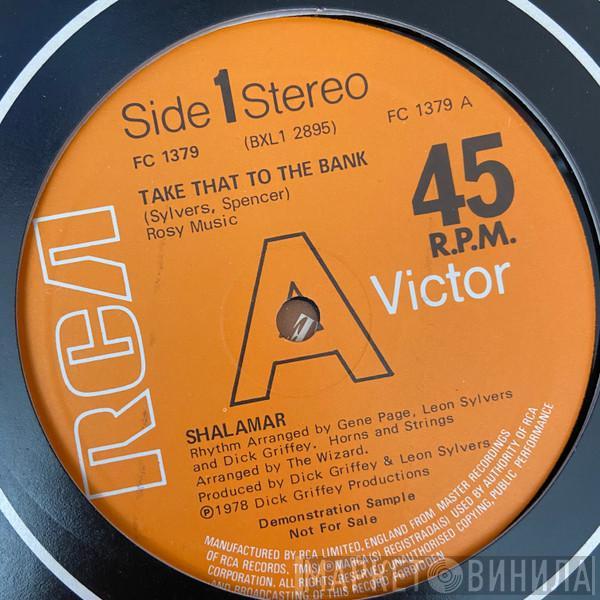 Side 1 Stereo
FC 1379
(BXL1 2895)
FC 1379 A
TAKE THAT TO THE BANK
(Sylvers, Spencer)
Rosy Music
45
R.P.M.
RCA
A
Victor
SHALAMAR
Rhythm Arranged by Gene Page, Leon Sylvers
and Dick Griffey. Horns and Strings
Arranged by The Wizard.
Produced by Dick Griffey & Leon Sylvers
℗1978 Dick Griffey Productions
Demonstration Sample
Not For Sale
MANUFACTURED BY RCA LIMITED, ENGLAND FROM MASTER RECORDINGS
OF RCA RECORDS. TM(S) ® MARCA(S) REGISTRADA(S) USED BY AUTHORITY OF RCA
CORPORATION. ALL RIGHTS RESERVED. UNAUTHORISED COPYING, PUBLIC PERFORMANCE
AND BROADCASTING OF THIS RECORD FORBIDDEN
ВИНИЛА